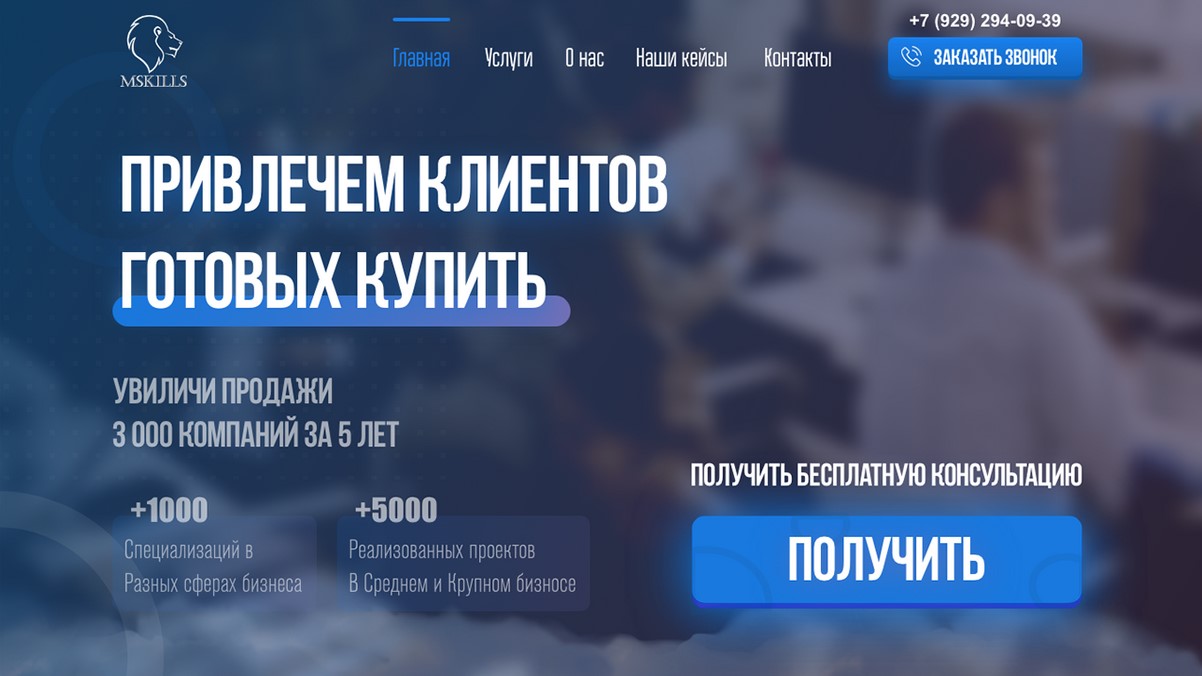 MSKILLS
Главная Услуги О нас Наши кейсы Контакты
+7 (929) 294-09-39
ЗАКАЗАТЬ ЗВОНОК
ПРИВЛЕЧЕМ КЛИЕНТОВ
ГОТОВЫХ КУПИТЬ
УВИЛИЧИ ПРОДАЖИ
3 000 КОМПАНИЙ ЗА 5 ЛЕТ
+1000
Специализаций в
Разных сферах бизнеса
+5000
Реализованных проектов
В Среднем и Крупном бизносе
ПОЛУЧИТЬ БЕСПЛАТНУЮ КОНСУЛЬТАЦИЮ
ПОЛУЧИТЬ